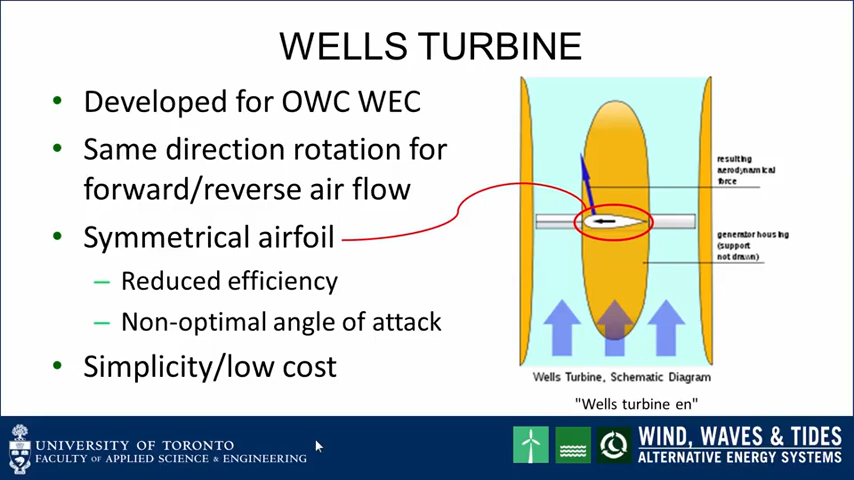 WELLS TURBINE
• Developed for OWC WEC
• Same direction rotation for
forward/reverse air flow
• Symmetrical airfoil
– Reduced efficiency
– Non-optimal angle of attack
• Simplicity/low cost
resulting
aerodynamical
force
generator housing
(support
not drawn)
Wells Turbine, Schematic Diagram
"Wells turbine en"
UNIVERSITY OF TORONTO
FACULTY OF APPLIED SCIENCE & ENGINEERING
WIND, WAVES & TIDES
ALTERNATIVE ENERGY SYSTEMS